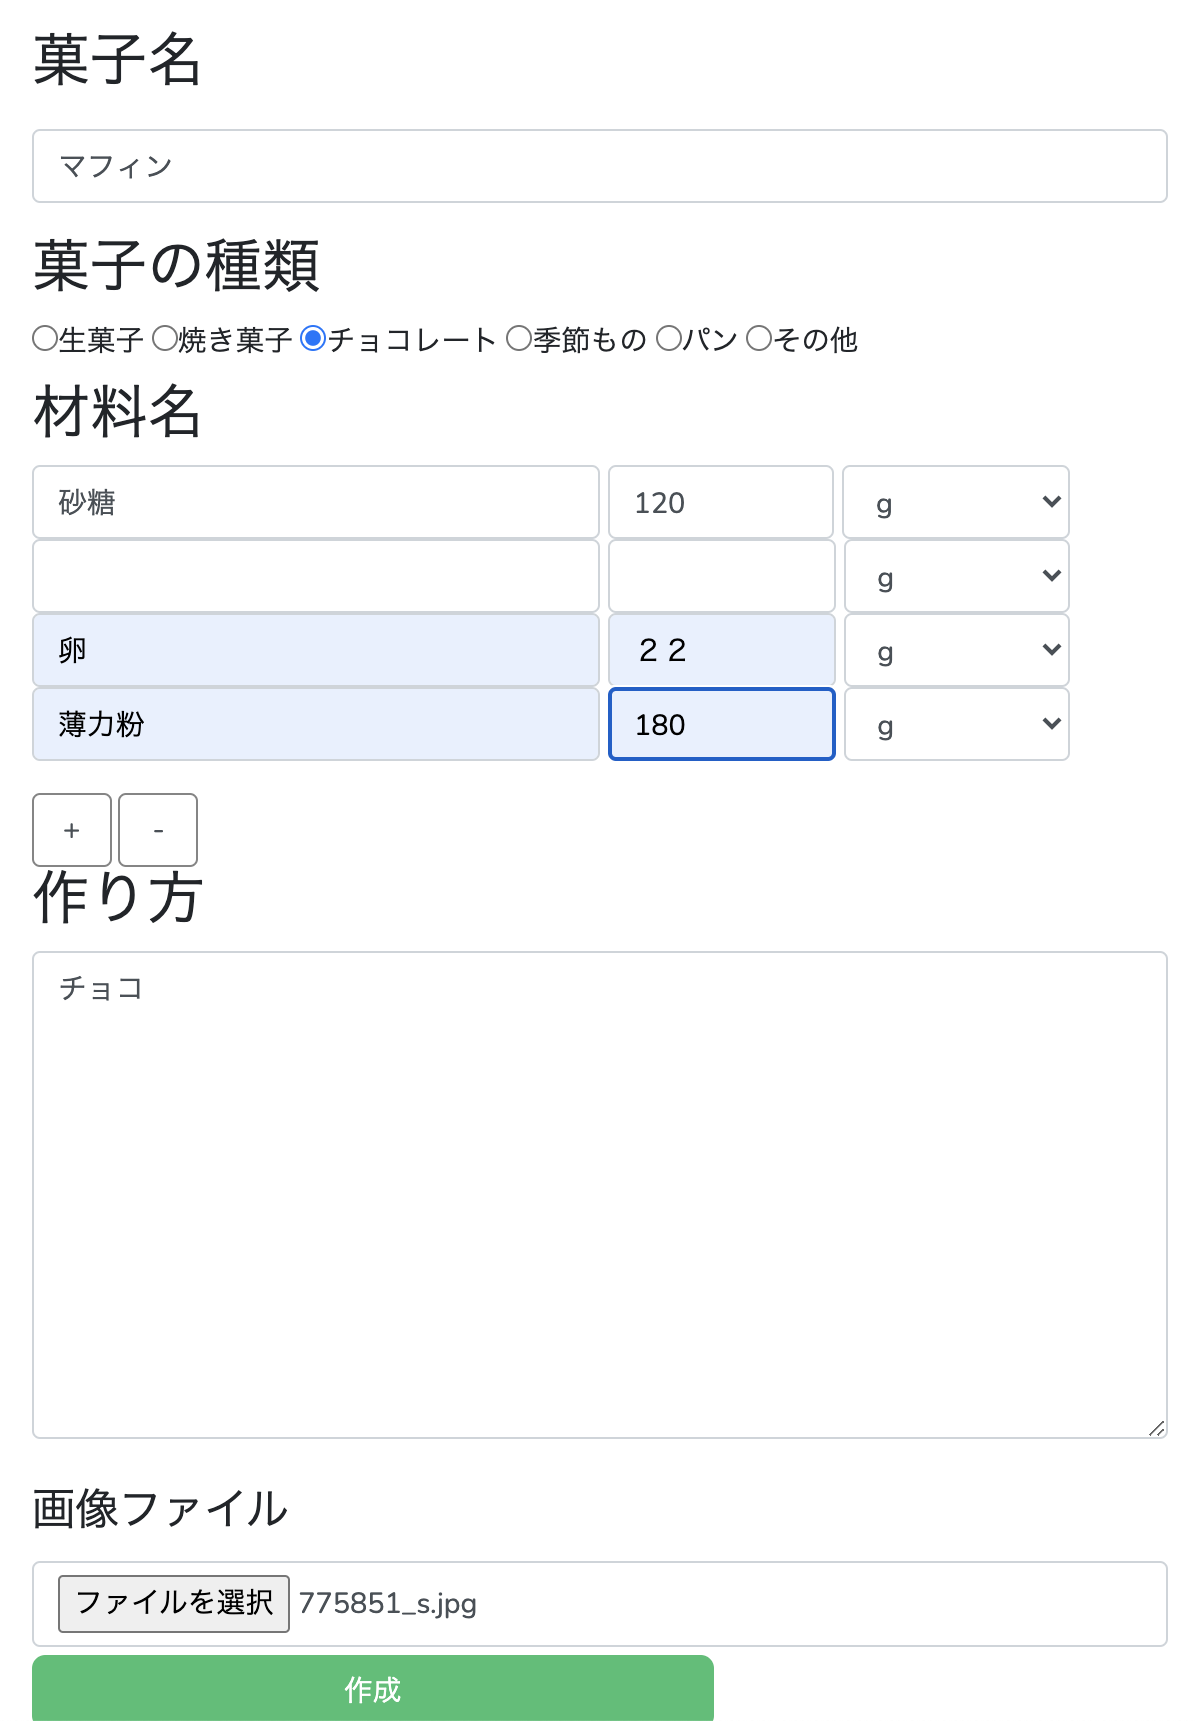 菓子名
マフィン
菓子の種類
生菓子 焼き菓子 チョコレート 季節もの パン その他
材料名
砂糖 120 g
g
卵 ２２ g
薄力粉 180 g
+ -
作り方
チョコ
画像ファイル
ファイルを選択 775851_s.jpg
作成